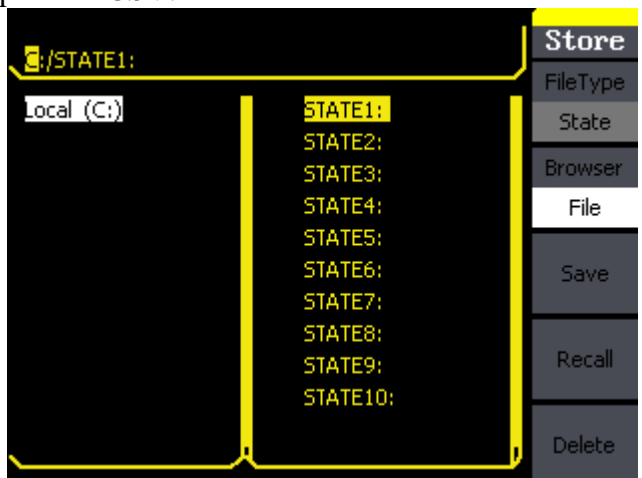 C:/STATE1:
Local (C:)
STATE1:
STATE2:
STATE3:
STATE4:
STATE5:
STATE6:
STATE7:
STATE8:
STATE9:
STATE10:
Store
FileType
State
Browser
File
Save
Recall
Delete